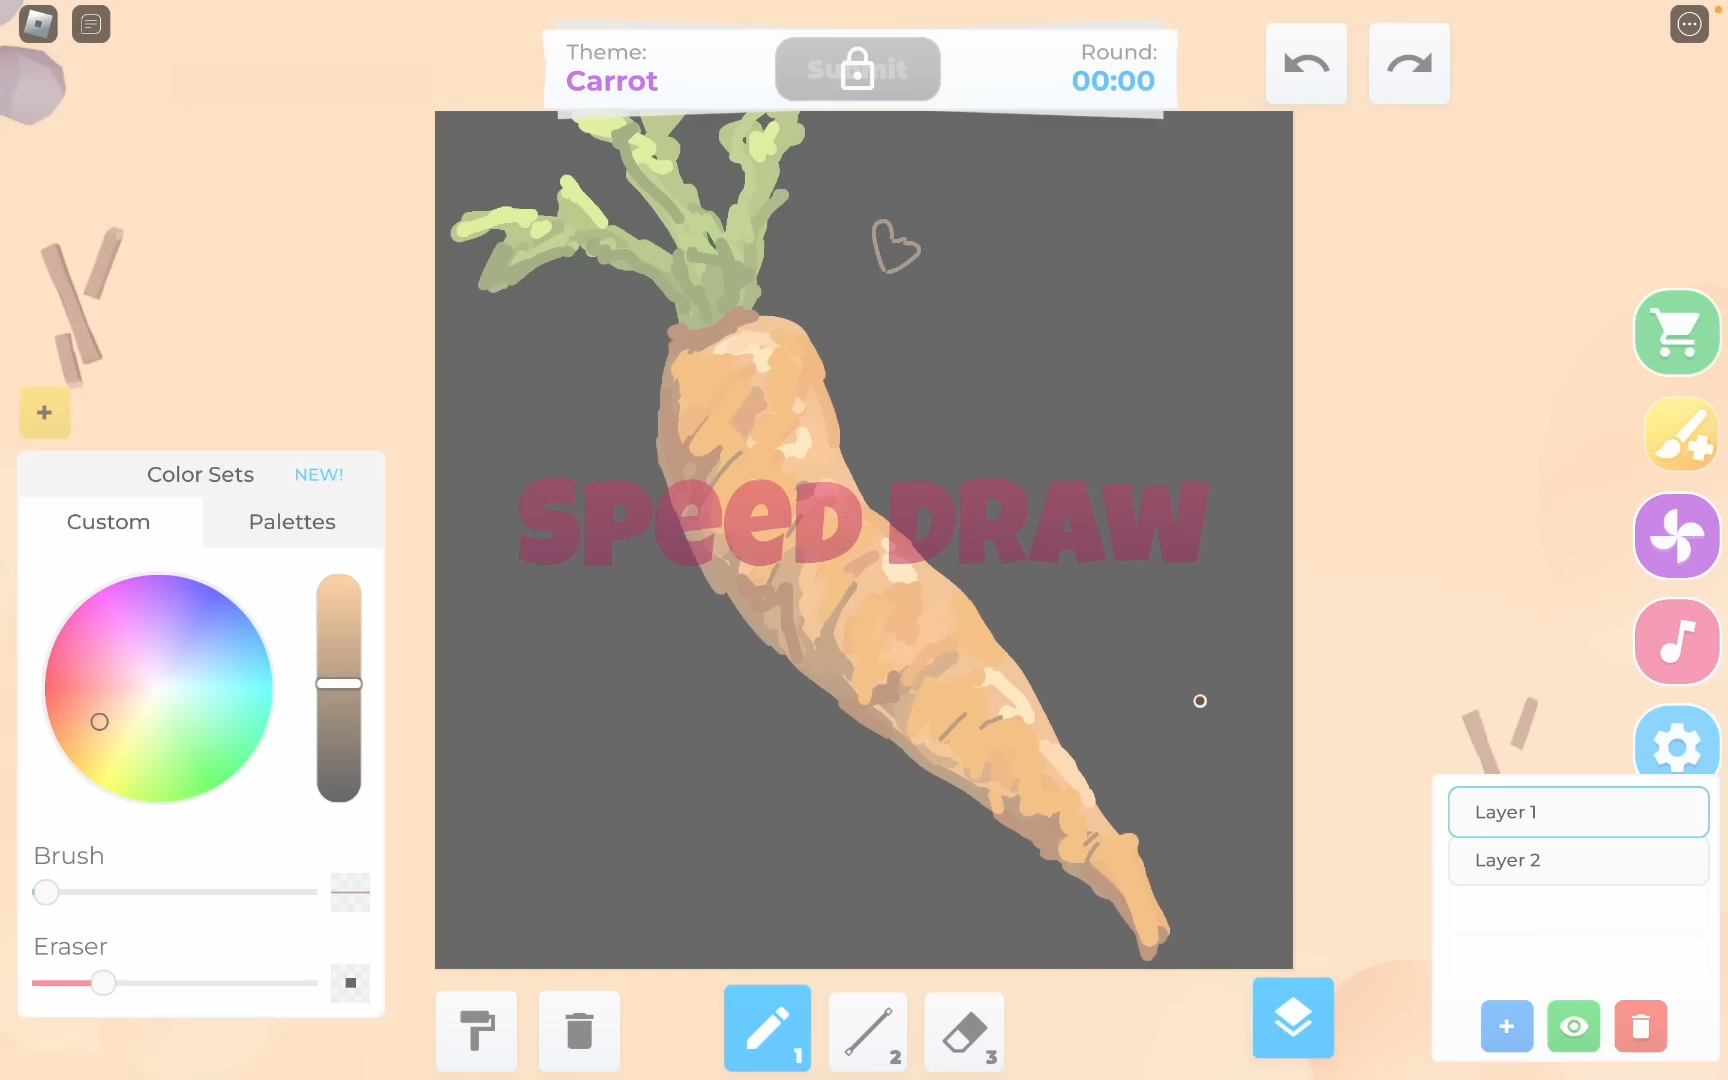 Theme:
Carrot
Submit
Round:
00:00
SPeeD DRAW
Color Sets NEW!
Custom
Palettes
Brush
Eraser
Layer 1
Layer 2
1
2
3